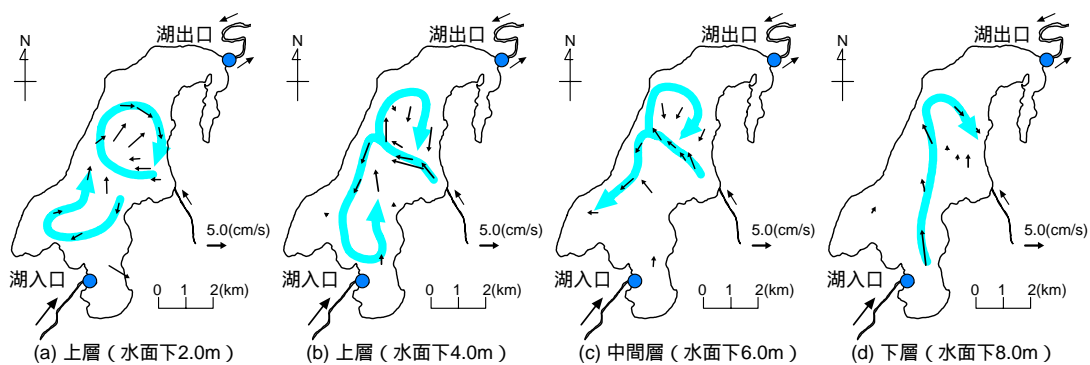 湖出口
N
4
5.0(cm/s)
湖入口
0 1 2(km)
(a) 上層（水面下2.0m）
湖出口
N
4
5.0(cm/s)
湖入口
0 1 2(km)
(b) 上層（水面下4.0m）
湖出口
N
4
5.0(cm/s)
湖入口
0 1 2(km)
(c) 中間層（水面下6.0m）
湖出口
N
4
5.0(cm/s)
湖入口
0 1 2(km)
(d) 下層（水面下8.0m）